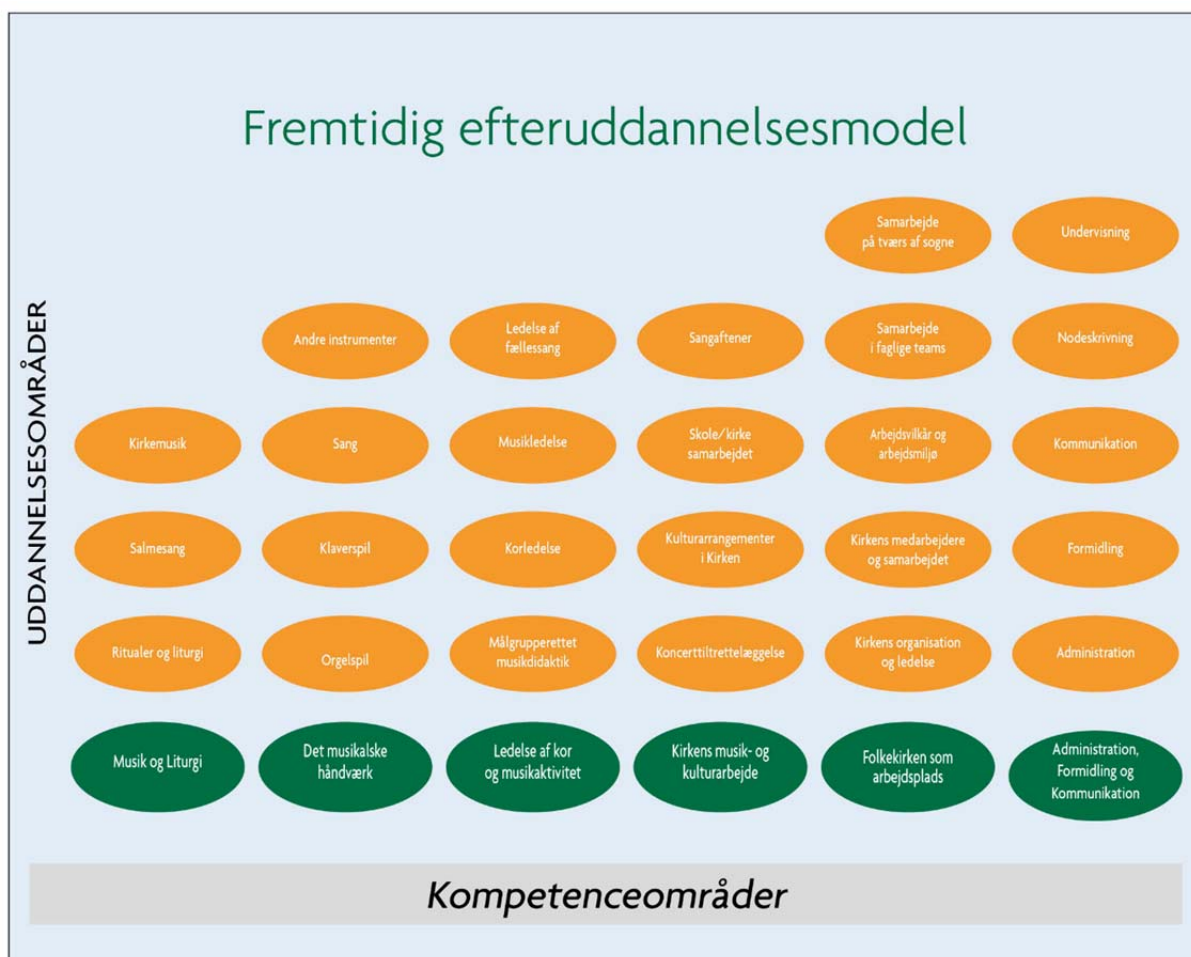 Fremtidig efteruddannelsesmodel
UDDANNELSESOMRÅDER
Samarbejde
på tværs af sogne
Undervisning
Andre instrumenter
Ledelse af
fællessang
Sangaftener
Samarbejde
i faglige teams
Nodeskrivning
Kirkemusik
Sang
Musikledelse
Skole/kirke
samarbejdet
Arbejdsvilkår og
arbejdsmiljø
Kommunikation
Salmesang
Klaverspil
Korledelse
Kulturarrangementer
i Kirken
Kirkens medarbejdere
og samarbejdet
Formidling
Ritualer og liturgi
Orgelspil
Målgrupperettet
musikdidaktik
Koncerttiltrettelæggelse
Kirkens organisation
og ledelse
Administration
Musik og Liturgi
Det musikalske
håndværk
Ledelse af kor
og musikaktivitet
Kirkens musik- og
kulturarbejde
Folkekirken som
arbejdsplads
Administration,
Formidling og
Kommunikation
Kompetenceområder